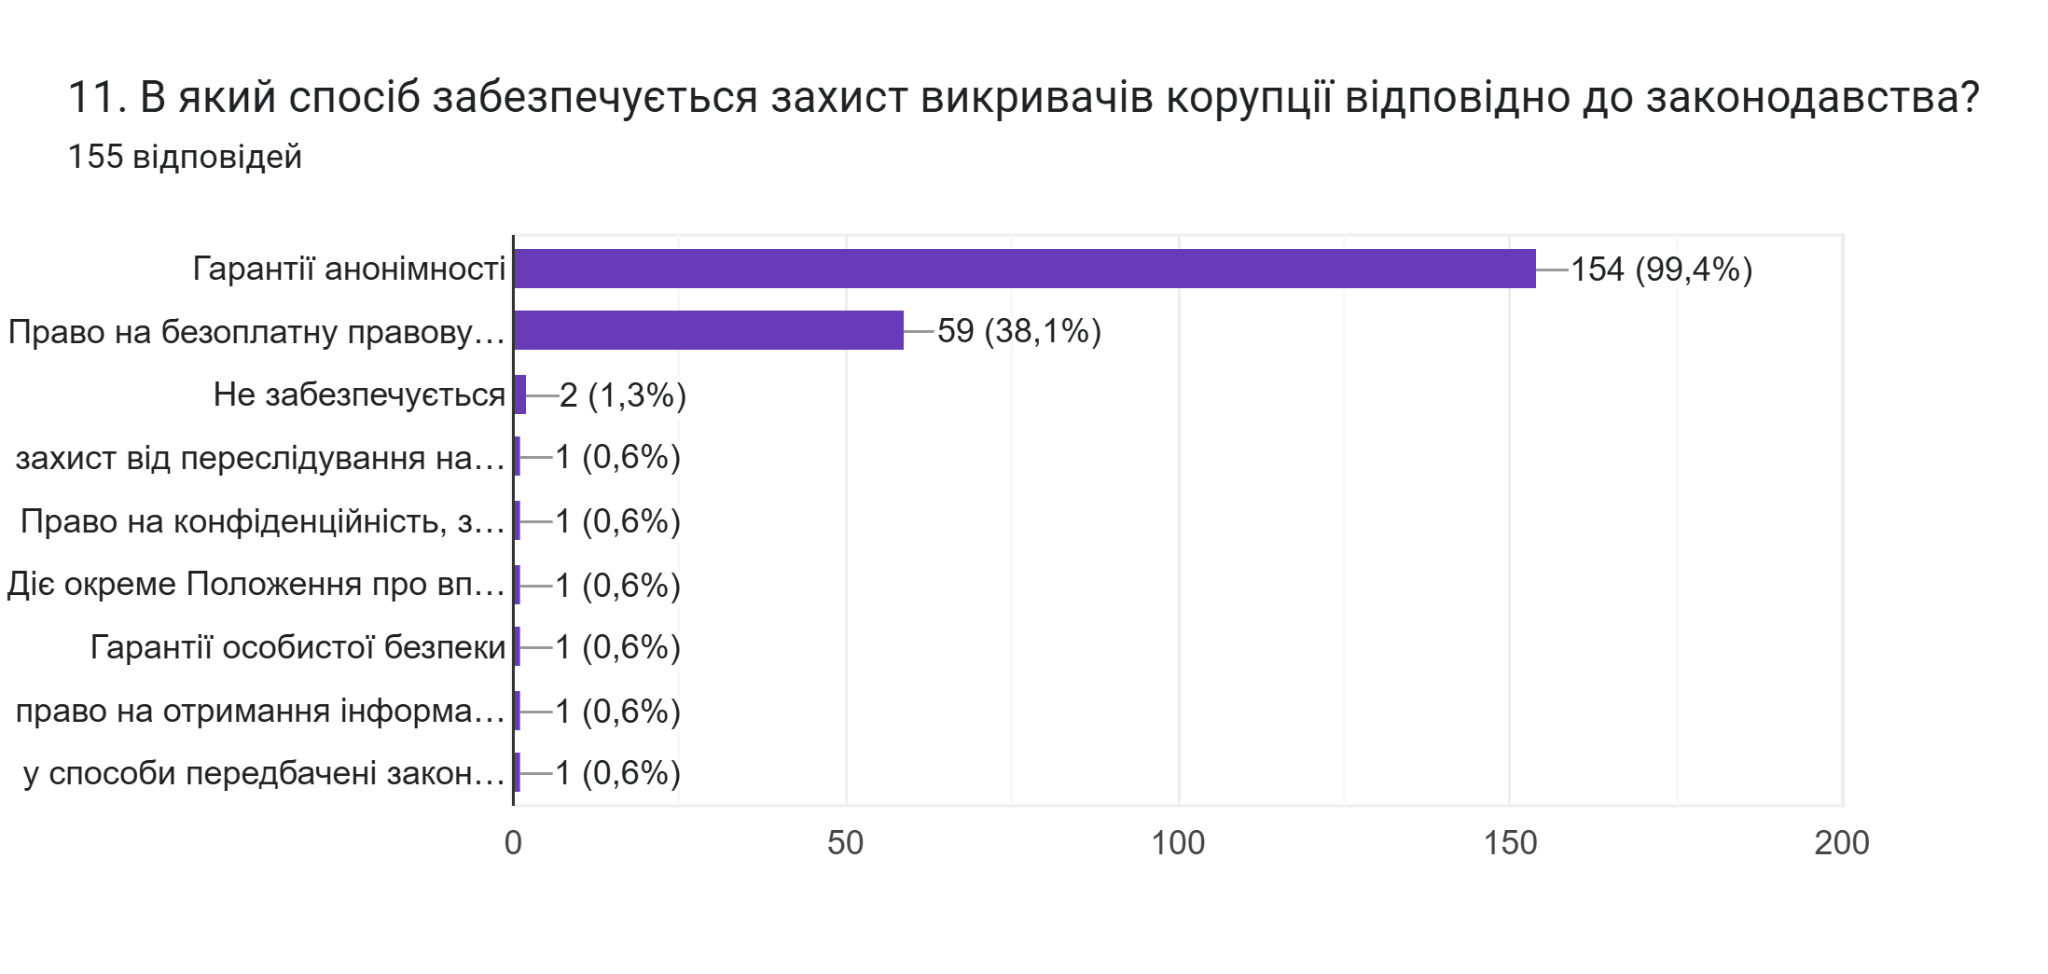 11. В який спосіб забезпечується захист викривачів корупції відповідно до законодавства?
155 відповідей
Гарантії анонімності 154 (99,4%)
Право на безоплатну правову… 59 (38,1%)
Не забезпечується 2 (1,3%)
захист від переслідування на… 1 (0,6%)
Право на конфіденційність, з… 1 (0,6%)
Діє окреме Положення про вп… 1 (0,6%)
Гарантії особистої безпеки 1 (0,6%)
право на отримання інформа… 1 (0,6%)
у способи передбачені закон… 1 (0,6%)
0 50 100 150 200